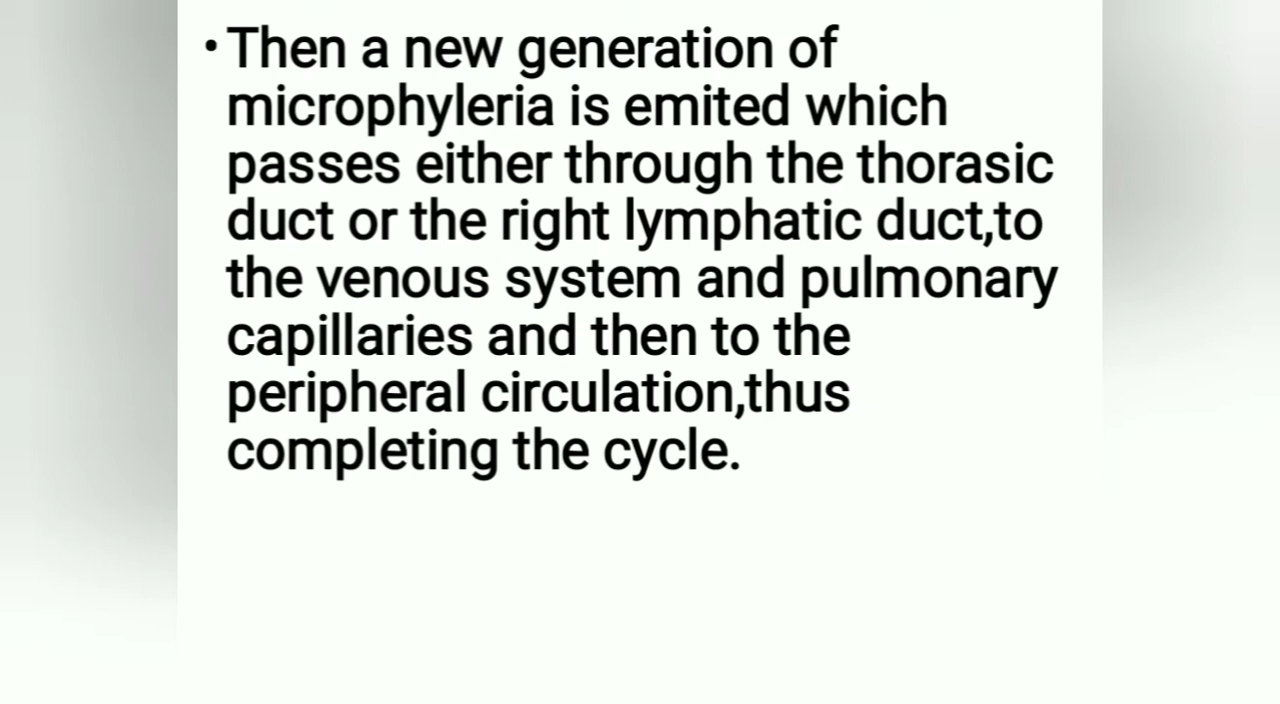 • Then a new generation of
microphyleria is emited which
passes either through the thorasic
duct or the right lymphatic duct,to
the venous system and pulmonary
capillaries and then to the
peripheral circulation,thus
completing the cycle.